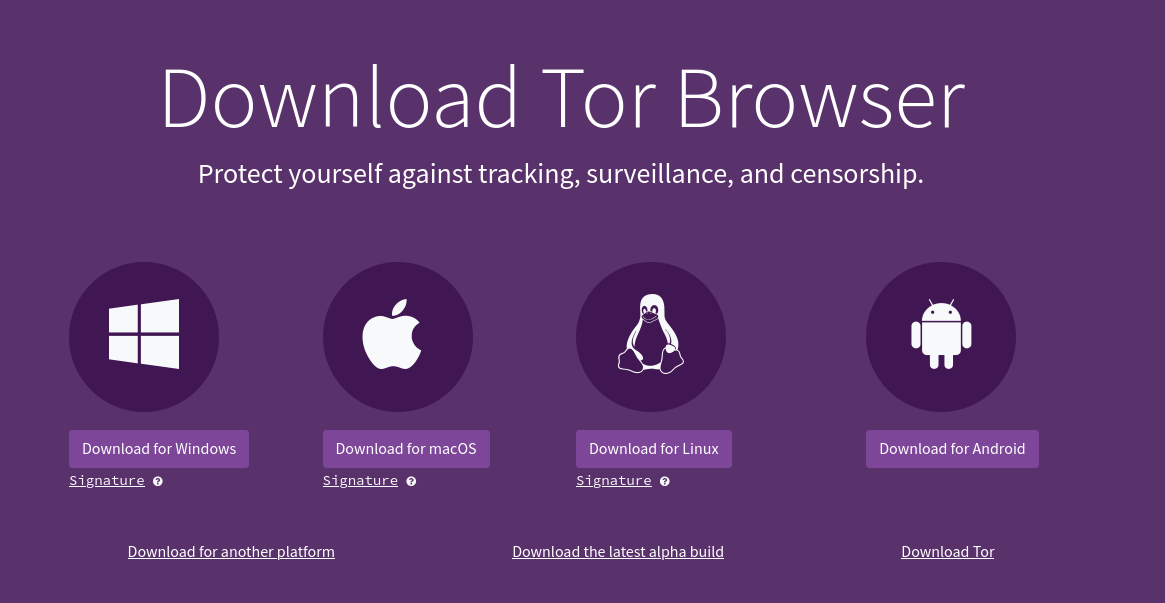 Download Tor Browser
Protect yourself against tracking, surveillance, and censorship.
Download for Windows
Signature ?
Download for macOS
Signature ?
Download for Linux
Signature ?
Download for Android
Download for another platform
Download the latest alpha build
Download Tor